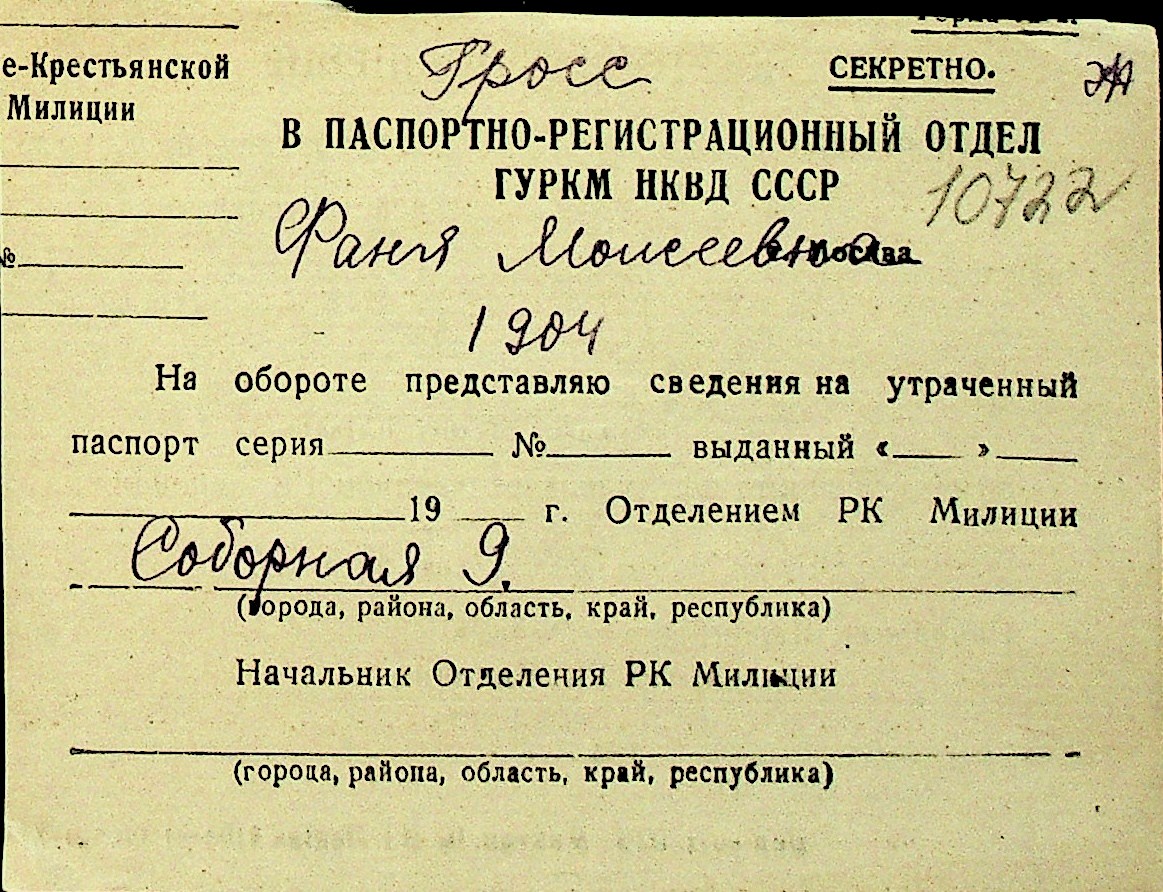 е-Крестьянской
Милиции
№
Гросс
СЕКРЕТНО.
В ПАСПОРТНО-РЕГИСТРАЦИОННЫЙ ОТДЕЛ
ГУРКМ НКВД СССР
10722
Фаня Моисеевна
г. Москва
1904
На обороте представляю сведения на утраченный
паспорт серия № выданный « »
19 г. Отделением РК Милиции
Соборная 9.
(города, района, область, край, республика)
Начальник Отделения РК Милиции
(города, района, область, край, республика)